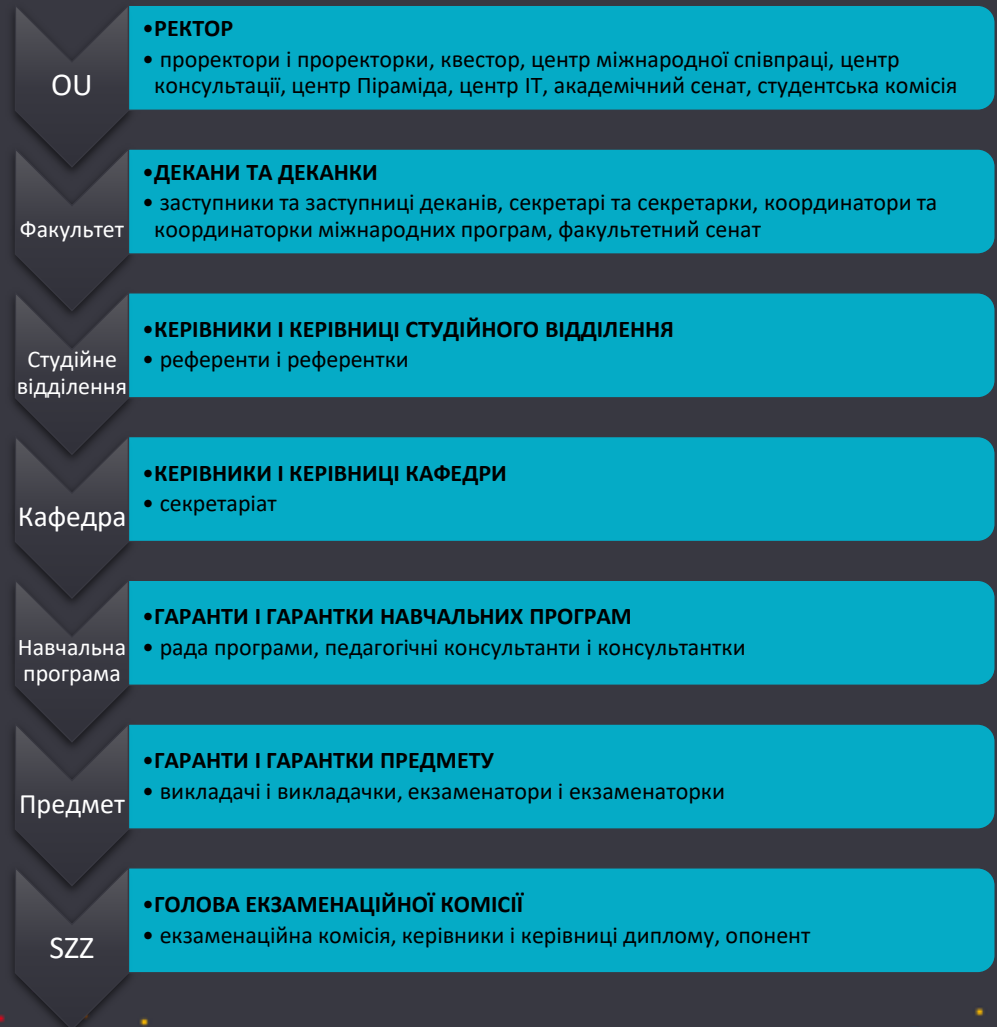 OU
•РЕКТОР
• проректори і проректорки, квестор, центр міжнародної співпраці, центр
консультації, центр Піраміда, центр ІТ, академічний сенат, студентська комісія
Факультет
•ДЕКАНИ ТА ДЕКАНКИ
• заступники та заступниці деканів, секретарі та секретарки, координатори та
координаторки міжнародних програм, факультетний сенат
Студійне
відділення
•КЕРІВНИКИ І КЕРІВНИЦІ СТУДІЙНОГО ВІДДІЛЕННЯ
• референти і референтки
Кафедра
•КЕРІВНИКИ І КЕРІВНИЦІ КАФЕДРИ
• секретаріат
Навчальна
програма
•ГАРАНТИ І ГАРАНТКИ НАВЧАЛЬНИХ ПРОГРАМ
• рада програми, педагогічні консультанти і консультантки
Предмет
•ГАРАНТИ І ГАРАНТКИ ПРЕДМЕТУ
• викладачі і викладачки, екзаменатори і екзаменаторки
SZZ
•ГОЛОВА ЕКЗАМЕНАЦІЙНОЇ КОМІСІЇ
• екзаменаційна комісія, керівники і керівниці диплому, опонент